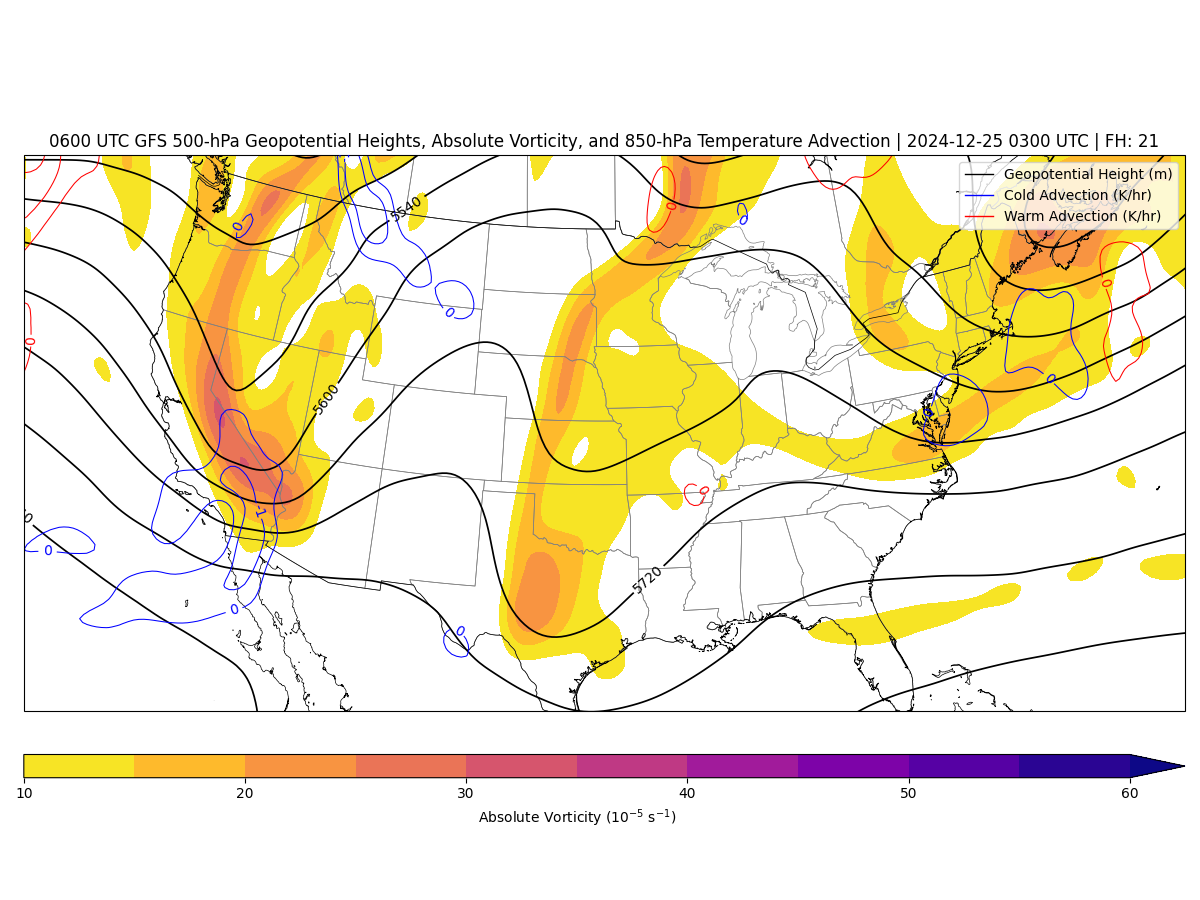 0600 UTC GFS 500-hPa Geopotential Heights, Absolute Vorticity, and 850-hPa Temperature Advection | 2024-12-25 0300 UTC | FH: 21
Geopotential Height (m)
Cold Advection (K/hr)
Warm Advection (K/hr)
5540
0
0
0
0
0
0
0
5600
0
-1
0
0
0
5720
0
0
10 20 30 40 50 60
Absolute Vorticity (10⁻⁵ s⁻¹)